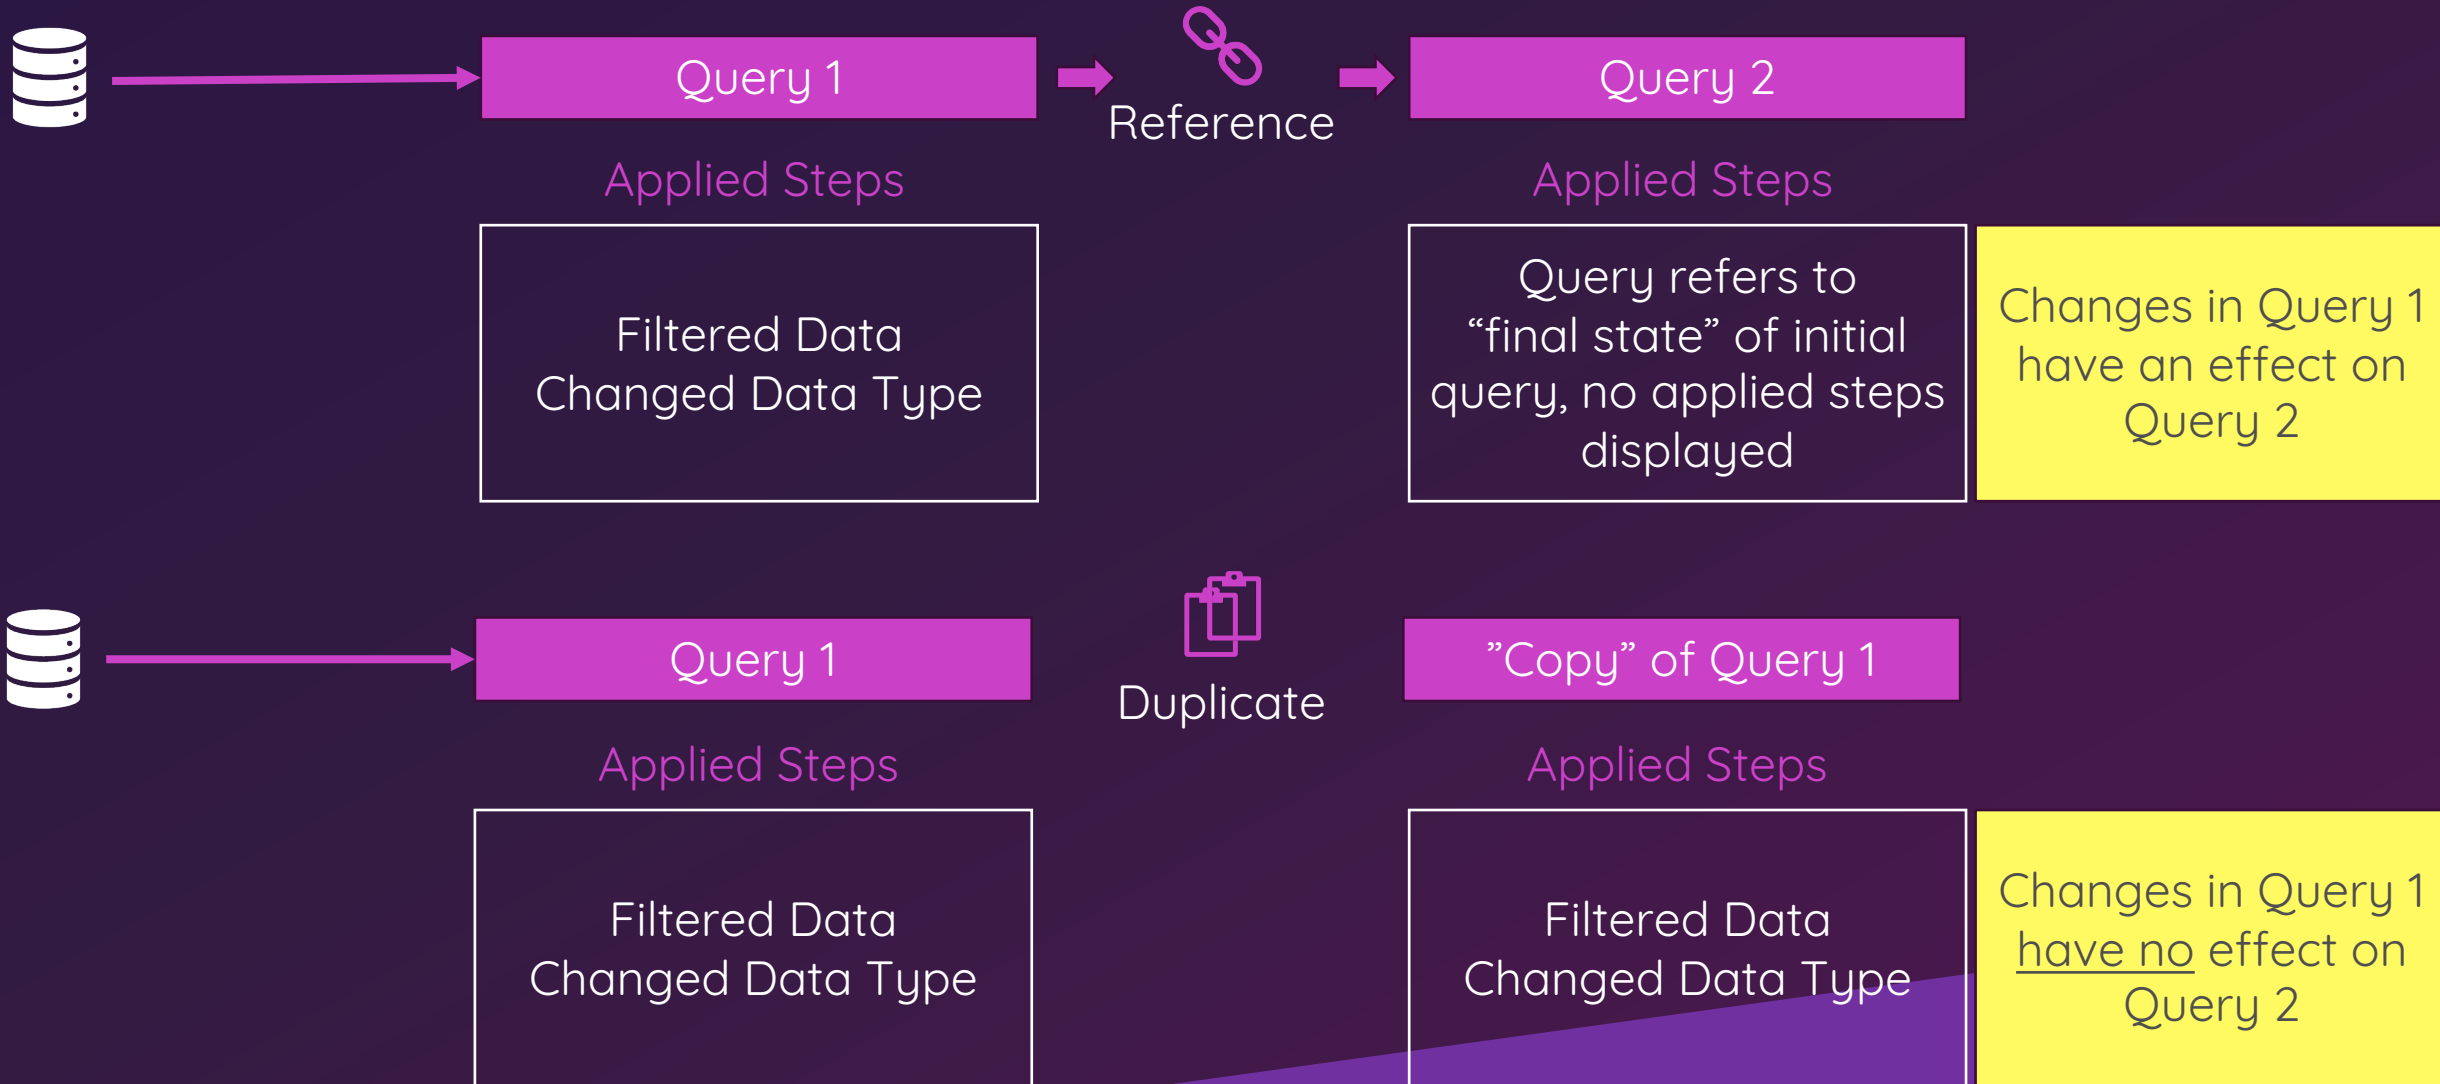 Query 1
Reference
Query 2
Applied Steps
Applied Steps
Filtered Data
Changed Data Type
Query refers to
“final state” of initial
query, no applied steps
displayed
Changes in Query 1
have an effect on
Query 2
Query 1
Duplicate
”Copy” of Query 1
Applied Steps
Applied Steps
Filtered Data
Changed Data Type
Filtered Data
Changed Data Type
Changes in Query 1
have no effect on
Query 2